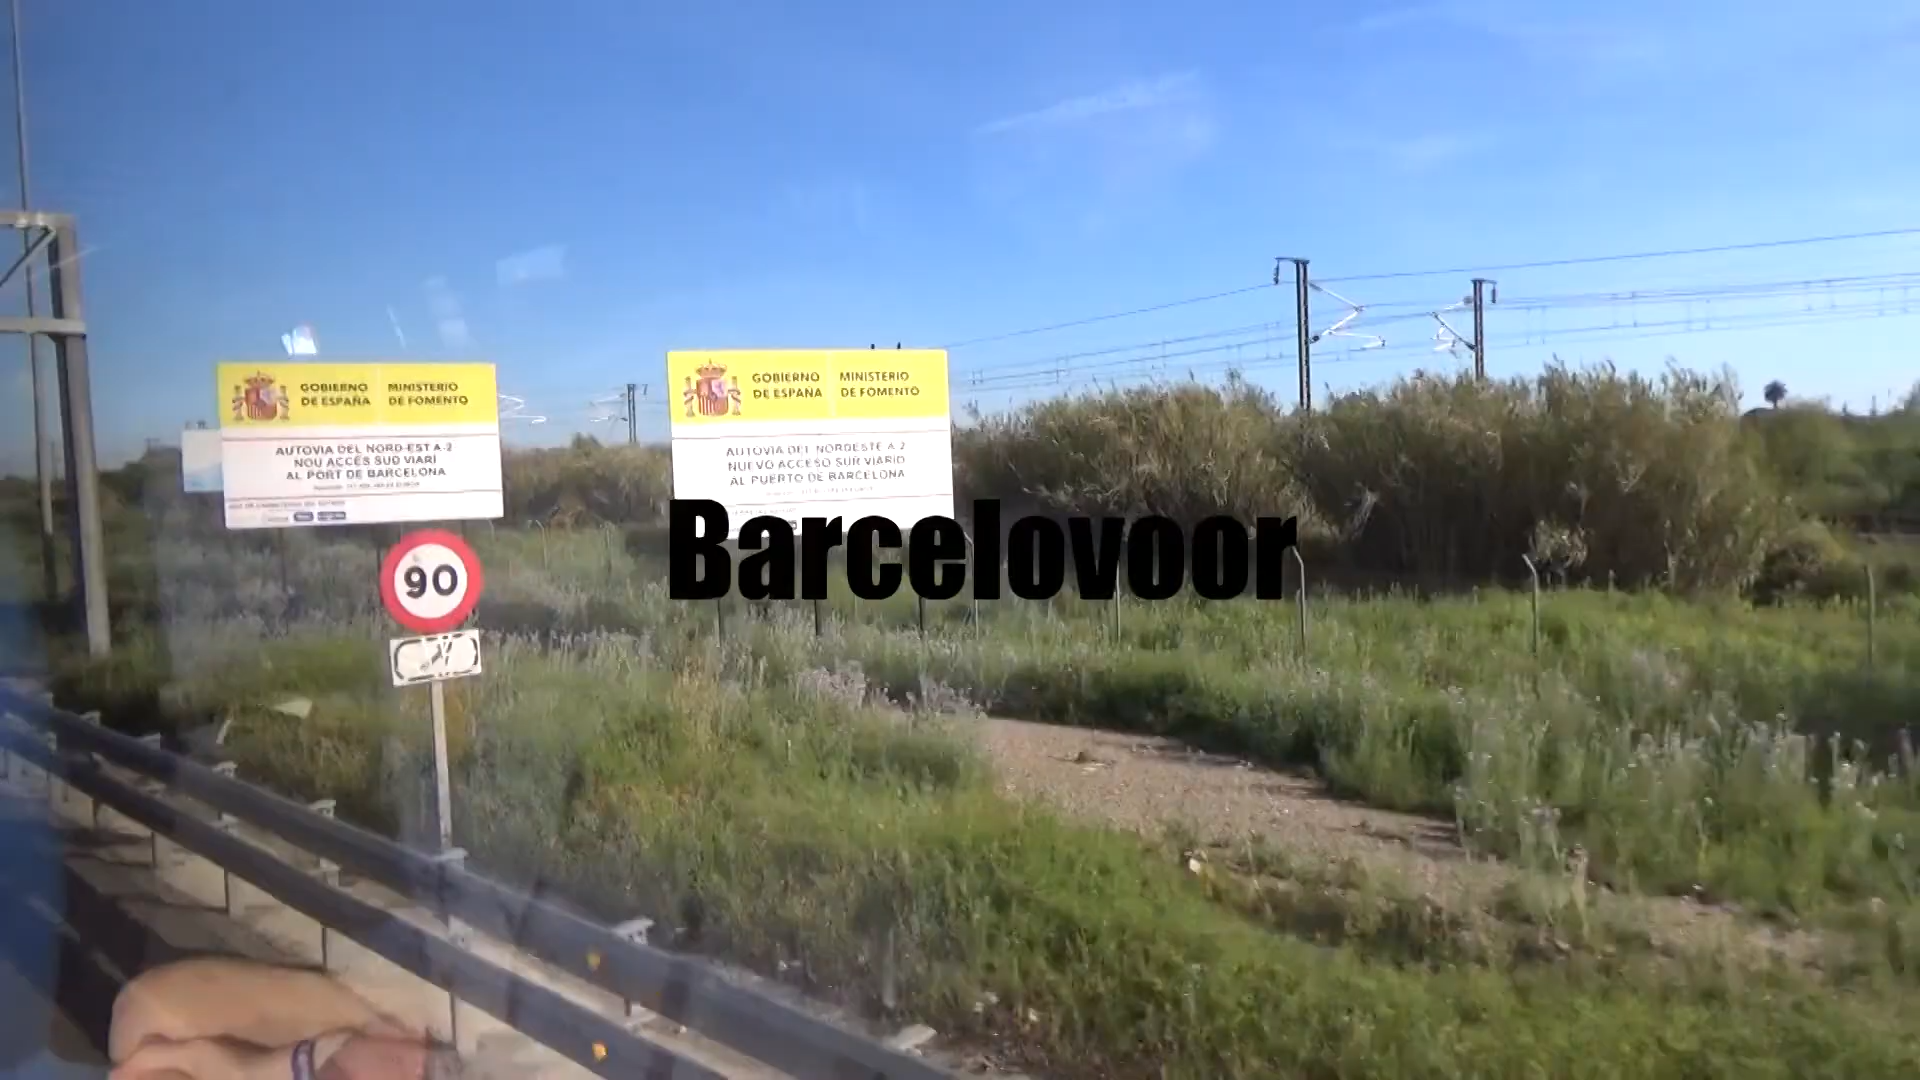 GOBIERNO
DE ESPAÑA
MINISTERIO
DE FOMENTO
AUTOVIA DEL NORD-EST A-2
NOU ACCÉS SUD VIARI
AL PORT DE BARCELONA
90
GOBIERNO
DE ESPAÑA
MINISTERIO
DE FOMENTO
AUTOVIA DEL NORDESTE A-2
NUEVO ACCESO SUR VIARIO
AL PUERTO DE BARCELONA
Barcelovoor